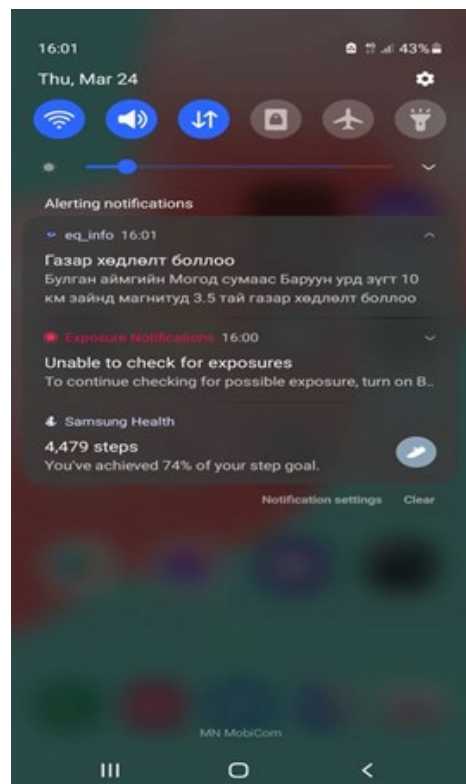 16:01
43%
Thu, Mar 24
Alerting notifications
eq_info 16:01
Газар хөдлөлт боллоо
Булган аймгийн Могод сумаас Баруун урд зүгт 10
км зайнд магнитуд 3.5 тай газар хөдлөлт боллоо
Exposure Notifications 16:00
Unable to check for exposures
To continue checking for possible exposure, turn on B..
Samsung Health
4,479 steps
You've achieved 74% of your step goal.
Notification settings Clear
MN MobiCom